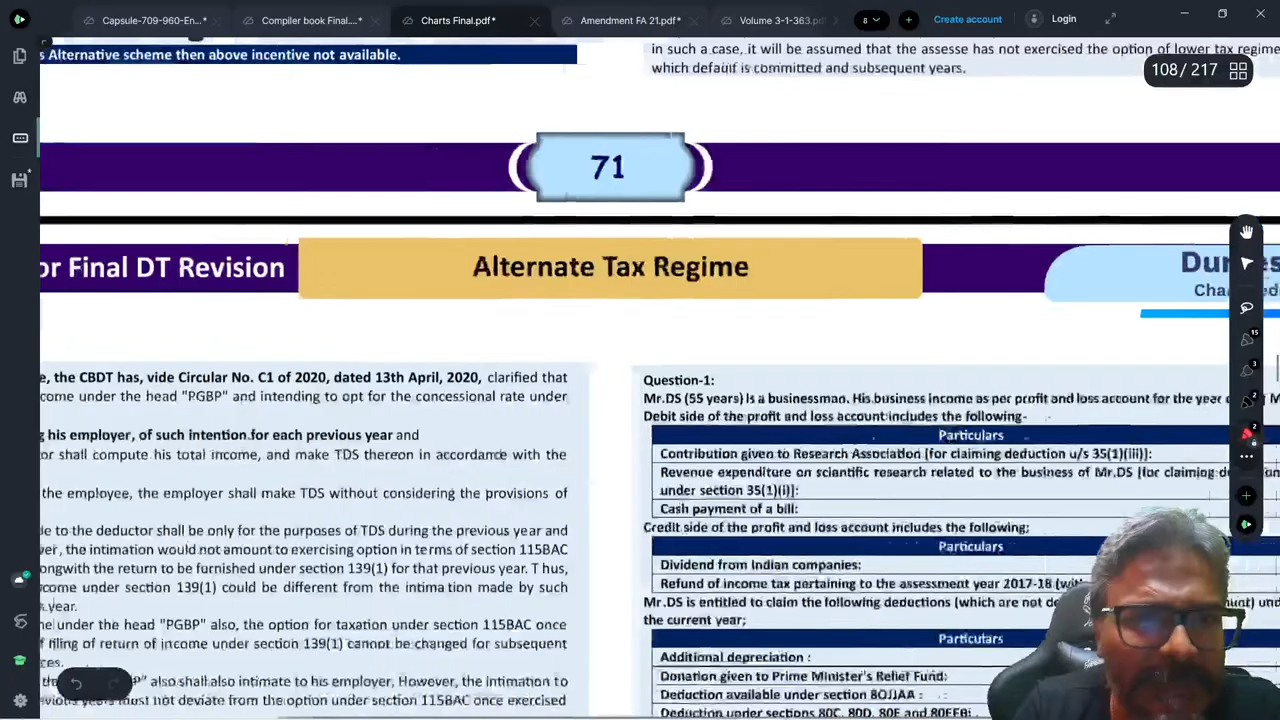 Capsule-709-960-En...*
Compiler book Final....*
Charts Final.pdf*
Amendment FA 21.pdf*
Volume 3-1-363.pd
8
Create account
Login
s Alternative scheme then above incentive not available.
in such a case, it will be assumed that the assesse has not exercised the option of lower tax regime
which default is committed and subsequent years.
108 / 217
71
or Final DT Revision
Alternate Tax Regime
e, the CBDT has, vide Circular No. C1 of 2020, dated 13th April, 2020, clarified that
come under the head "PGBP" and intending to opt for the concessional rate under
g his employer, of such intention for each previous year and
or shall compute his total income, and make TDS thereon in accordance with the
the employee, the employer shall make TDS without considering the provisions of
de to the deductor shall be only for the purposes of TDS during the previous year and
er, the intimation would not amount to exercising option in terms of section 115BAC
ongwith the return to be furnished under section 139(1) for that previous year. T hus,
come under section 139(1) could be different from the intimation made by such
year.
under the head "PGBP" also, the option for taxation under section 115BAC once
filing of return of income under section 139(1) cannot be changed for subsequent
ces.
also shall also intimate to his employer. However, the intimation to
must not deviate from the option under section 115BAC once exercised
Question-1:
Mr.DS (55 years) is a businessman. His business income as per profit and loss account for the year
Debit side of the profit and loss account includes the following-
Particulars
Contribution given to Research Association [for claiming deduction u/s 35(1)(iii)]:
Revenue expenditure on scientific research related to the business of Mr.DS [for claiming
under section 35(1)(i)]:
Cash payment of a bill:
Credit side of the profit and loss account includes the following;
Particulars
Dividend from Indian companies:
Refund of income tax pertaining to the assessment year 2017-18
Mr.DS is entitled to claim the following deductions (which are not
the current year;
Particulars
Additional depreciation :
Donation given to Prime Minister's Relief Fund:
Deduction available under section 80JJAA :
Deduction under sections 80C, 80D, 80E and 80EEB:
15
3
2
2